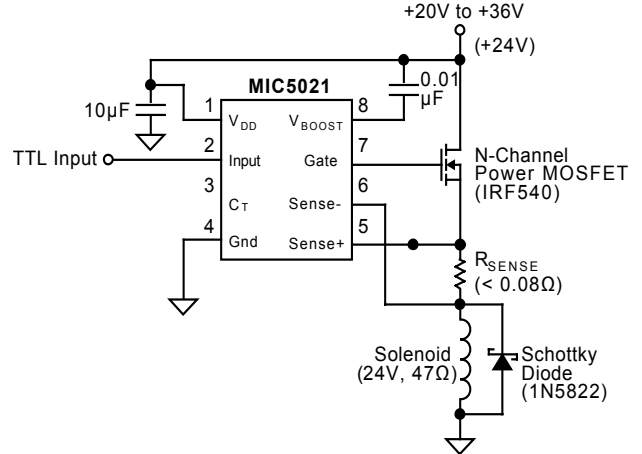 +20V to +36V
(+24V)
MIC5021
10µF
0.01
µF
1
V_DD
V_BOOST
8
TTL Input
2
Input
Gate
7
N-Channel
Power MOSFET
(IRF540)
3
C_T
Sense-
6
4
Gnd
Sense+
5
R_SENSE
(< 0.08Ω)
Solenoid
(24V, 47Ω)
Schottky
Diode
(1N5822)